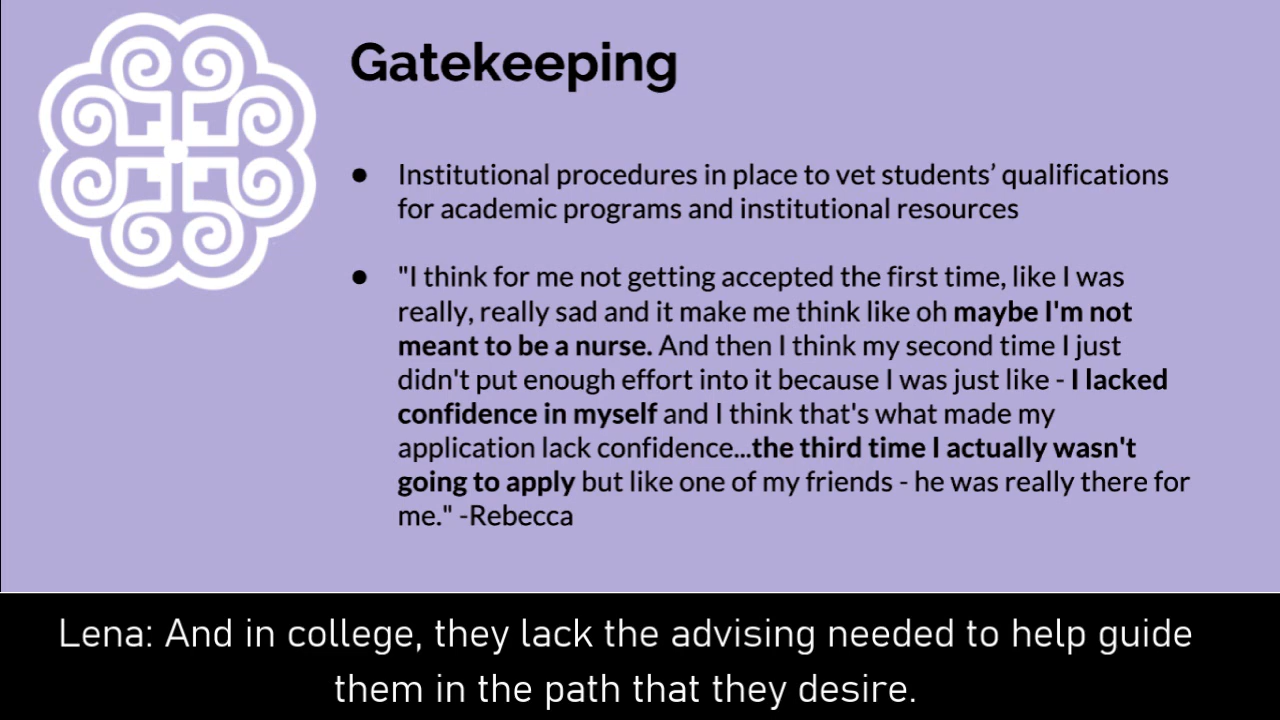 Gatekeeping
● Institutional procedures in place to vet students’ qualifications
for academic programs and institutional resources
● "I think for me not getting accepted the first time, like I was
really, really sad and it make me think like oh maybe I'm not
meant to be a nurse. And then I think my second time I just
didn't put enough effort into it because I was just like - I lacked
confidence in myself and I think that's what made my
application lack confidence...the third time I actually wasn't
going to apply but like one of my friends - he was really there for
me." -Rebecca
Lena: And in college, they lack the advising needed to help guide
them in the path that they desire.